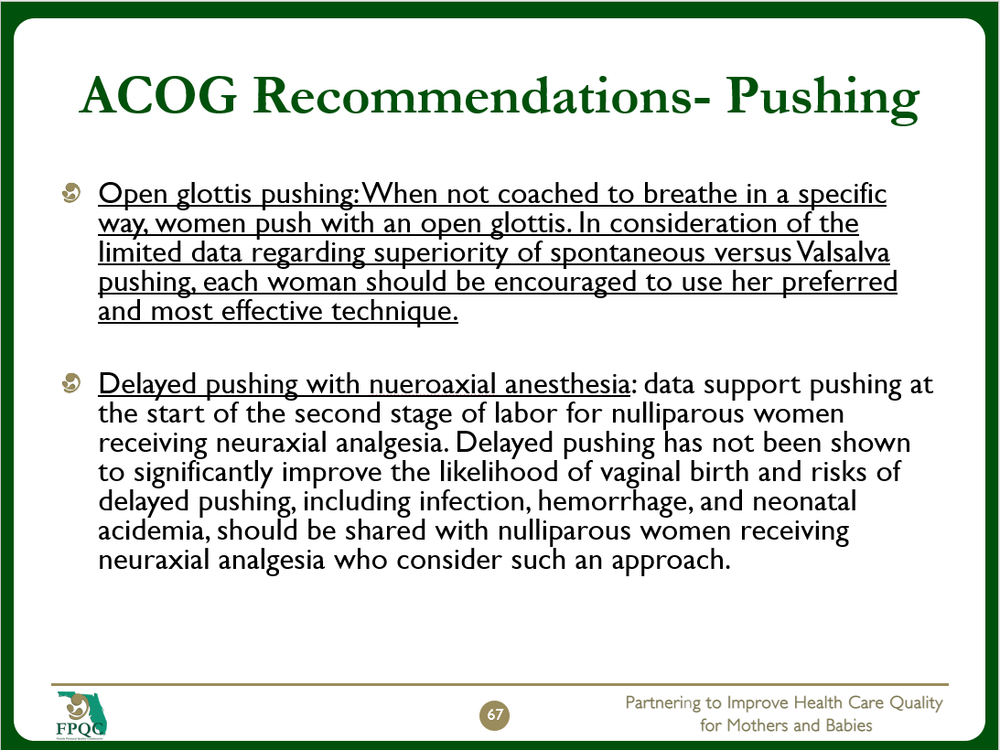 ACOG Recommendations- Pushing
Open glottis pushing: When not coached to breathe in a specific
way, women push with an open glottis. In consideration of the
limited data regarding superiority of spontaneous versus Valsalva
pushing, each woman should be encouraged to use her preferred
and most effective technique.
Delayed pushing with nueroaxial anesthesia: data support pushing at
the start of the second stage of labor for nulliparous women
receiving neuraxial analgesia. Delayed pushing has not been shown
to significantly improve the likelihood of vaginal birth and risks of
delayed pushing, including infection, hemorrhage, and neonatal
acidemia, should be shared with nulliparous women receiving
neuraxial analgesia who consider such an approach.
FPQC
67
Partnering to Improve Health Care Quality
for Mothers and Babies